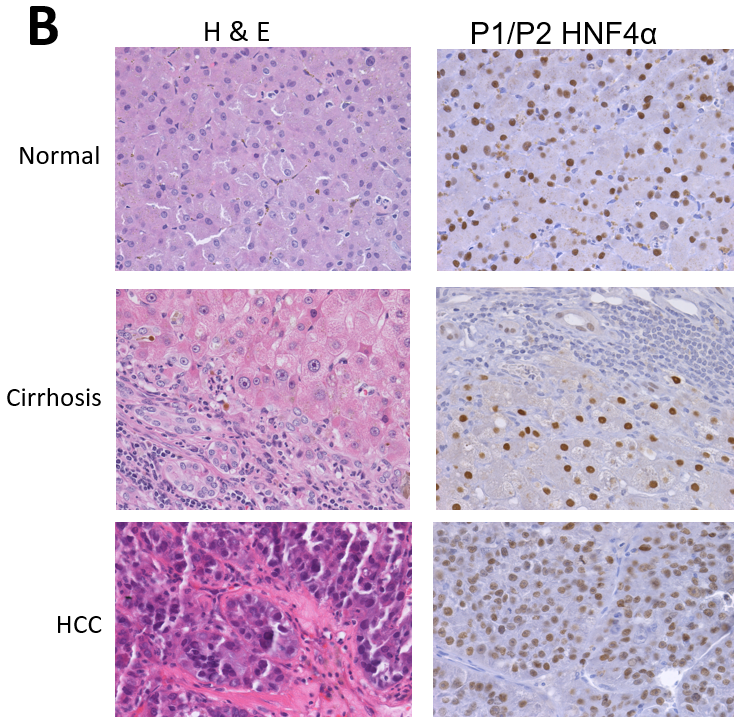 B
H & E
P1/P2 HNF4α
Normal
Cirrhosis
HCC